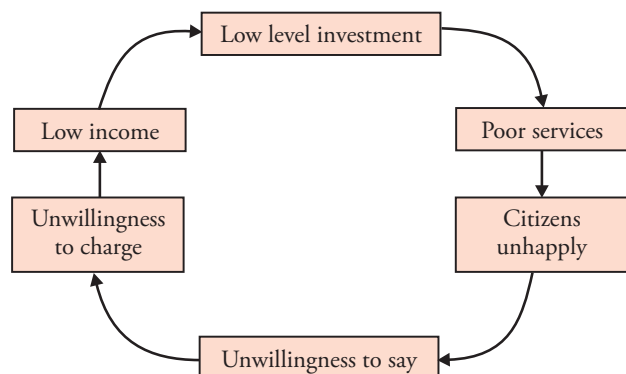 Low level investment
Low income
Poor services
Unwillingness
to charge
Citizens
unhapply
Unwillingness to say